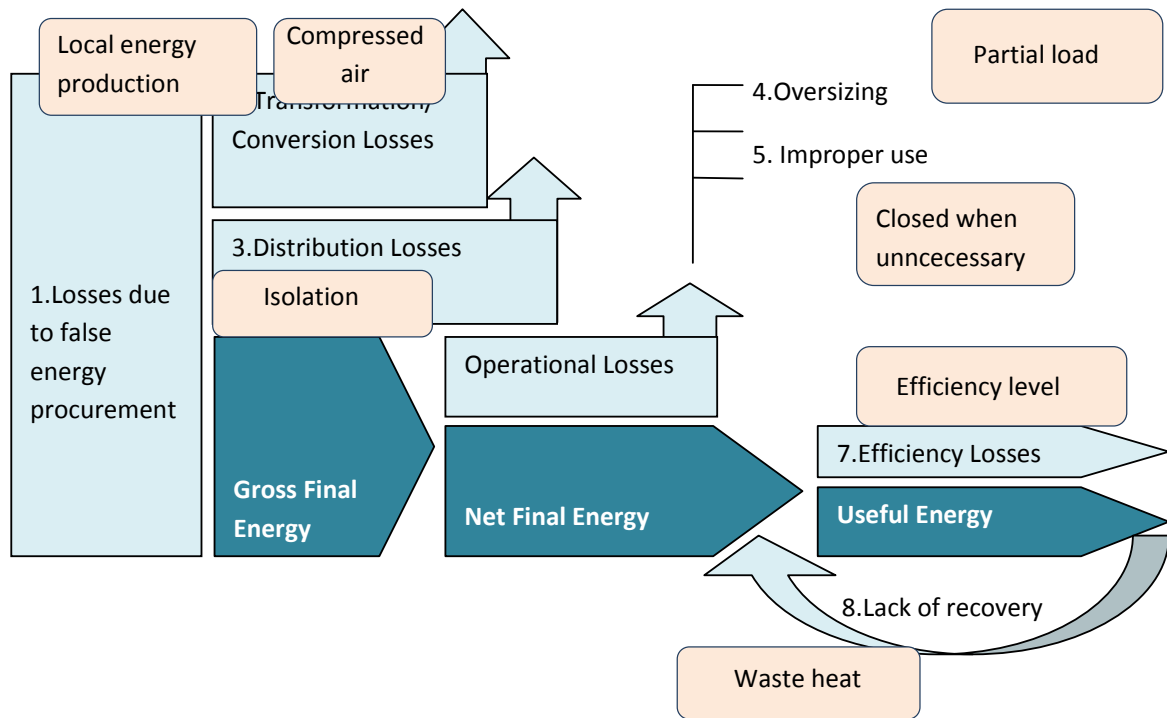 Local energy
production
Compressed
air
Partial load
Conversion Losses
4.Oversizing
5. Improper use
3.Distribution Losses
Isolation
Closed when
unncecessary
1.Losses due
to false
energy
procurement
Operational Losses
Efficiency level
7.Efficiency Losses
Gross Final
Energy
Net Final Energy
Useful Energy
8.Lack of recovery
Waste heat